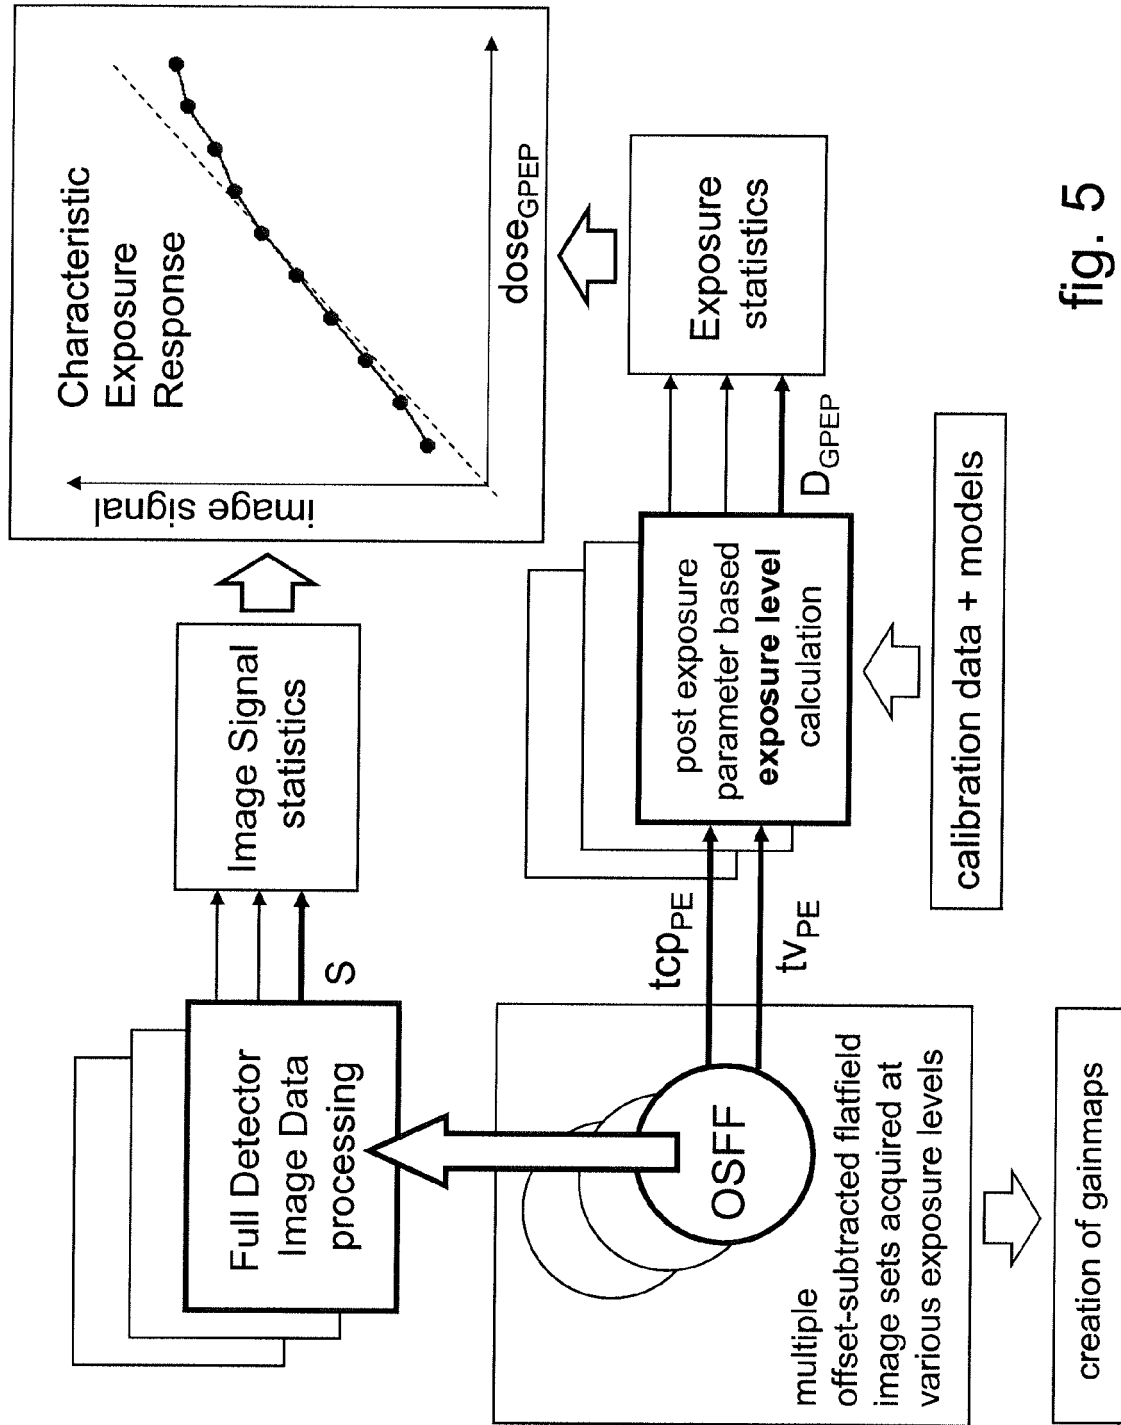 Full Detector
Image Data
processing
S
Image Signal
statistics
Characteristic
Exposure
Response
image signal
dose_GPEP
multiple
offset-subtracted flatfield
image sets acquired at
various exposure levels
OSFF
tcp_PE
tv_PE
post exposure
parameter based
exposure level
calculation
D_GPEP
Exposure
statistics
calibration data + models
creation of gainmaps
fig. 5